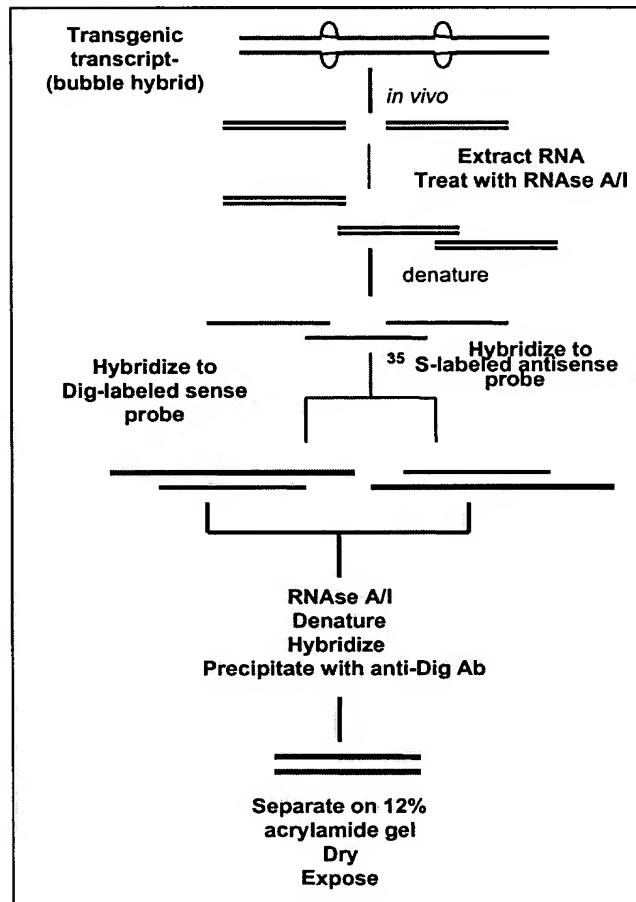 Transgenic
transcript-
(bubble hybrid)
in vivo
Extract RNA
Treat with RNAse A/I
denature
Hybridize to
Dig-labeled sense
probe
Hybridize to
35 S-labeled antisense
probe
RNAse A/I
Denature
Hybridize
Precipitate with anti-Dig Ab
Separate on 12%
acrylamide gel
Dry
Expose